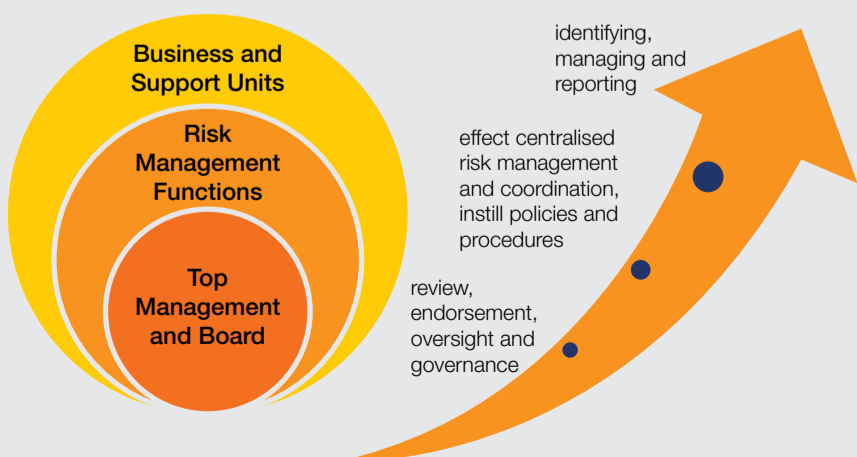 Business and
Support Units
Risk
Management
Functions
Top
Management
and Board
identifying,
managing and
reporting
effect centralised
risk management
and coordination,
instill policies and
procedures
review,
endorsement,
oversight and
governance